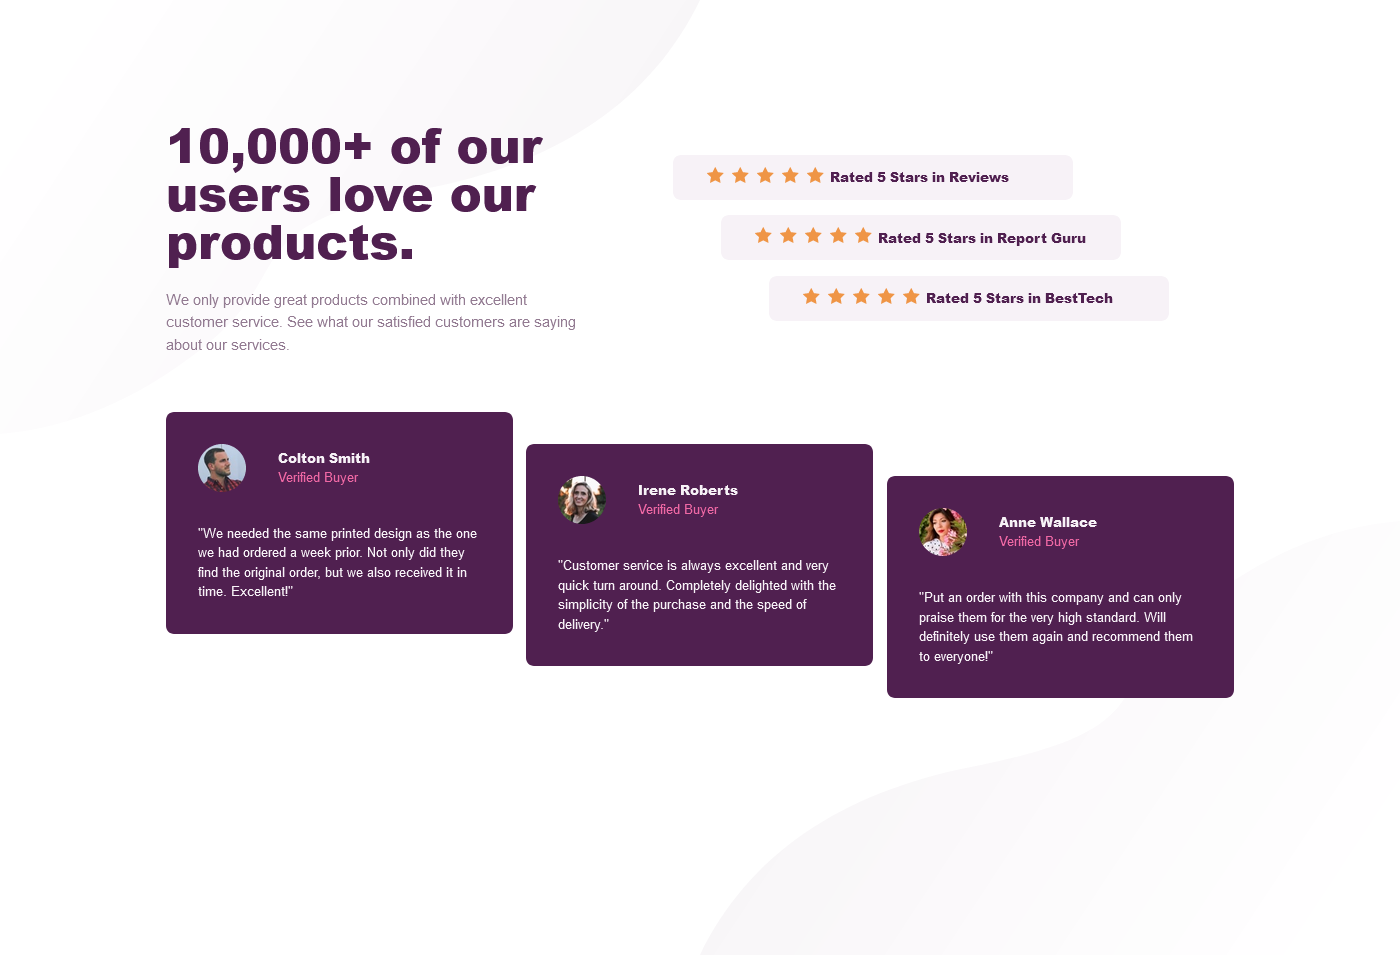 10,000+ of our
users love our
products.
We only provide great products combined with excellent
customer service. See what our satisfied customers are saying
about our services.
Rated 5 Stars in Reviews
Rated 5 Stars in Report Guru
Rated 5 Stars in BestTech
Colton Smith
Verified Buyer
"We needed the same printed design as the one
we had ordered a week prior. Not only did they
find the original order, but we also received it in
time. Excellent!"
Irene Roberts
Verified Buyer
"Customer service is always excellent and very
quick turn around. Completely delighted with the
simplicity of the purchase and the speed of
delivery."
Anne Wallace
Verified Buyer
"Put an order with this company and can only
praise them for the very high standard. Will
definitely use them again and recommend them
to everyone!"